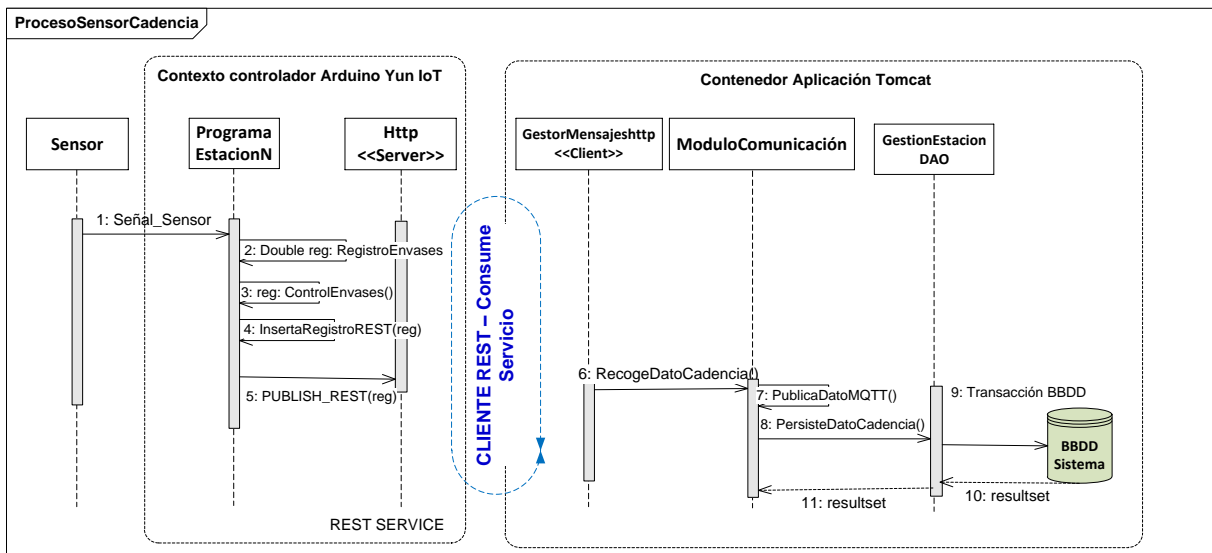 ProcesoSensorCadencia
Contexto controlador Arduino Yun IoT
Contenedor Aplicación Tomcat
Sensor
Programa
EstacionN
Http
<<Server>>
GestorMensajeshttp
<<Client>>
ModuloComunicación
GestionEstacion
DAO
1: Señal_Sensor
2: Double reg: RegistroEnvases
3: reg: ControlEnvases()
4: InsertaRegistroREST(reg)
5: PUBLISH_REST(reg)
CLIENTE REST – Consume
Servicio
6: RecogeDatoCadencia()
7: PublicaDatoMQTT()
8: PersisteDatoCadencia()
9: Transacción BBDD
BBDD
Sistema
10: resultset
11: resultset
REST SERVICE